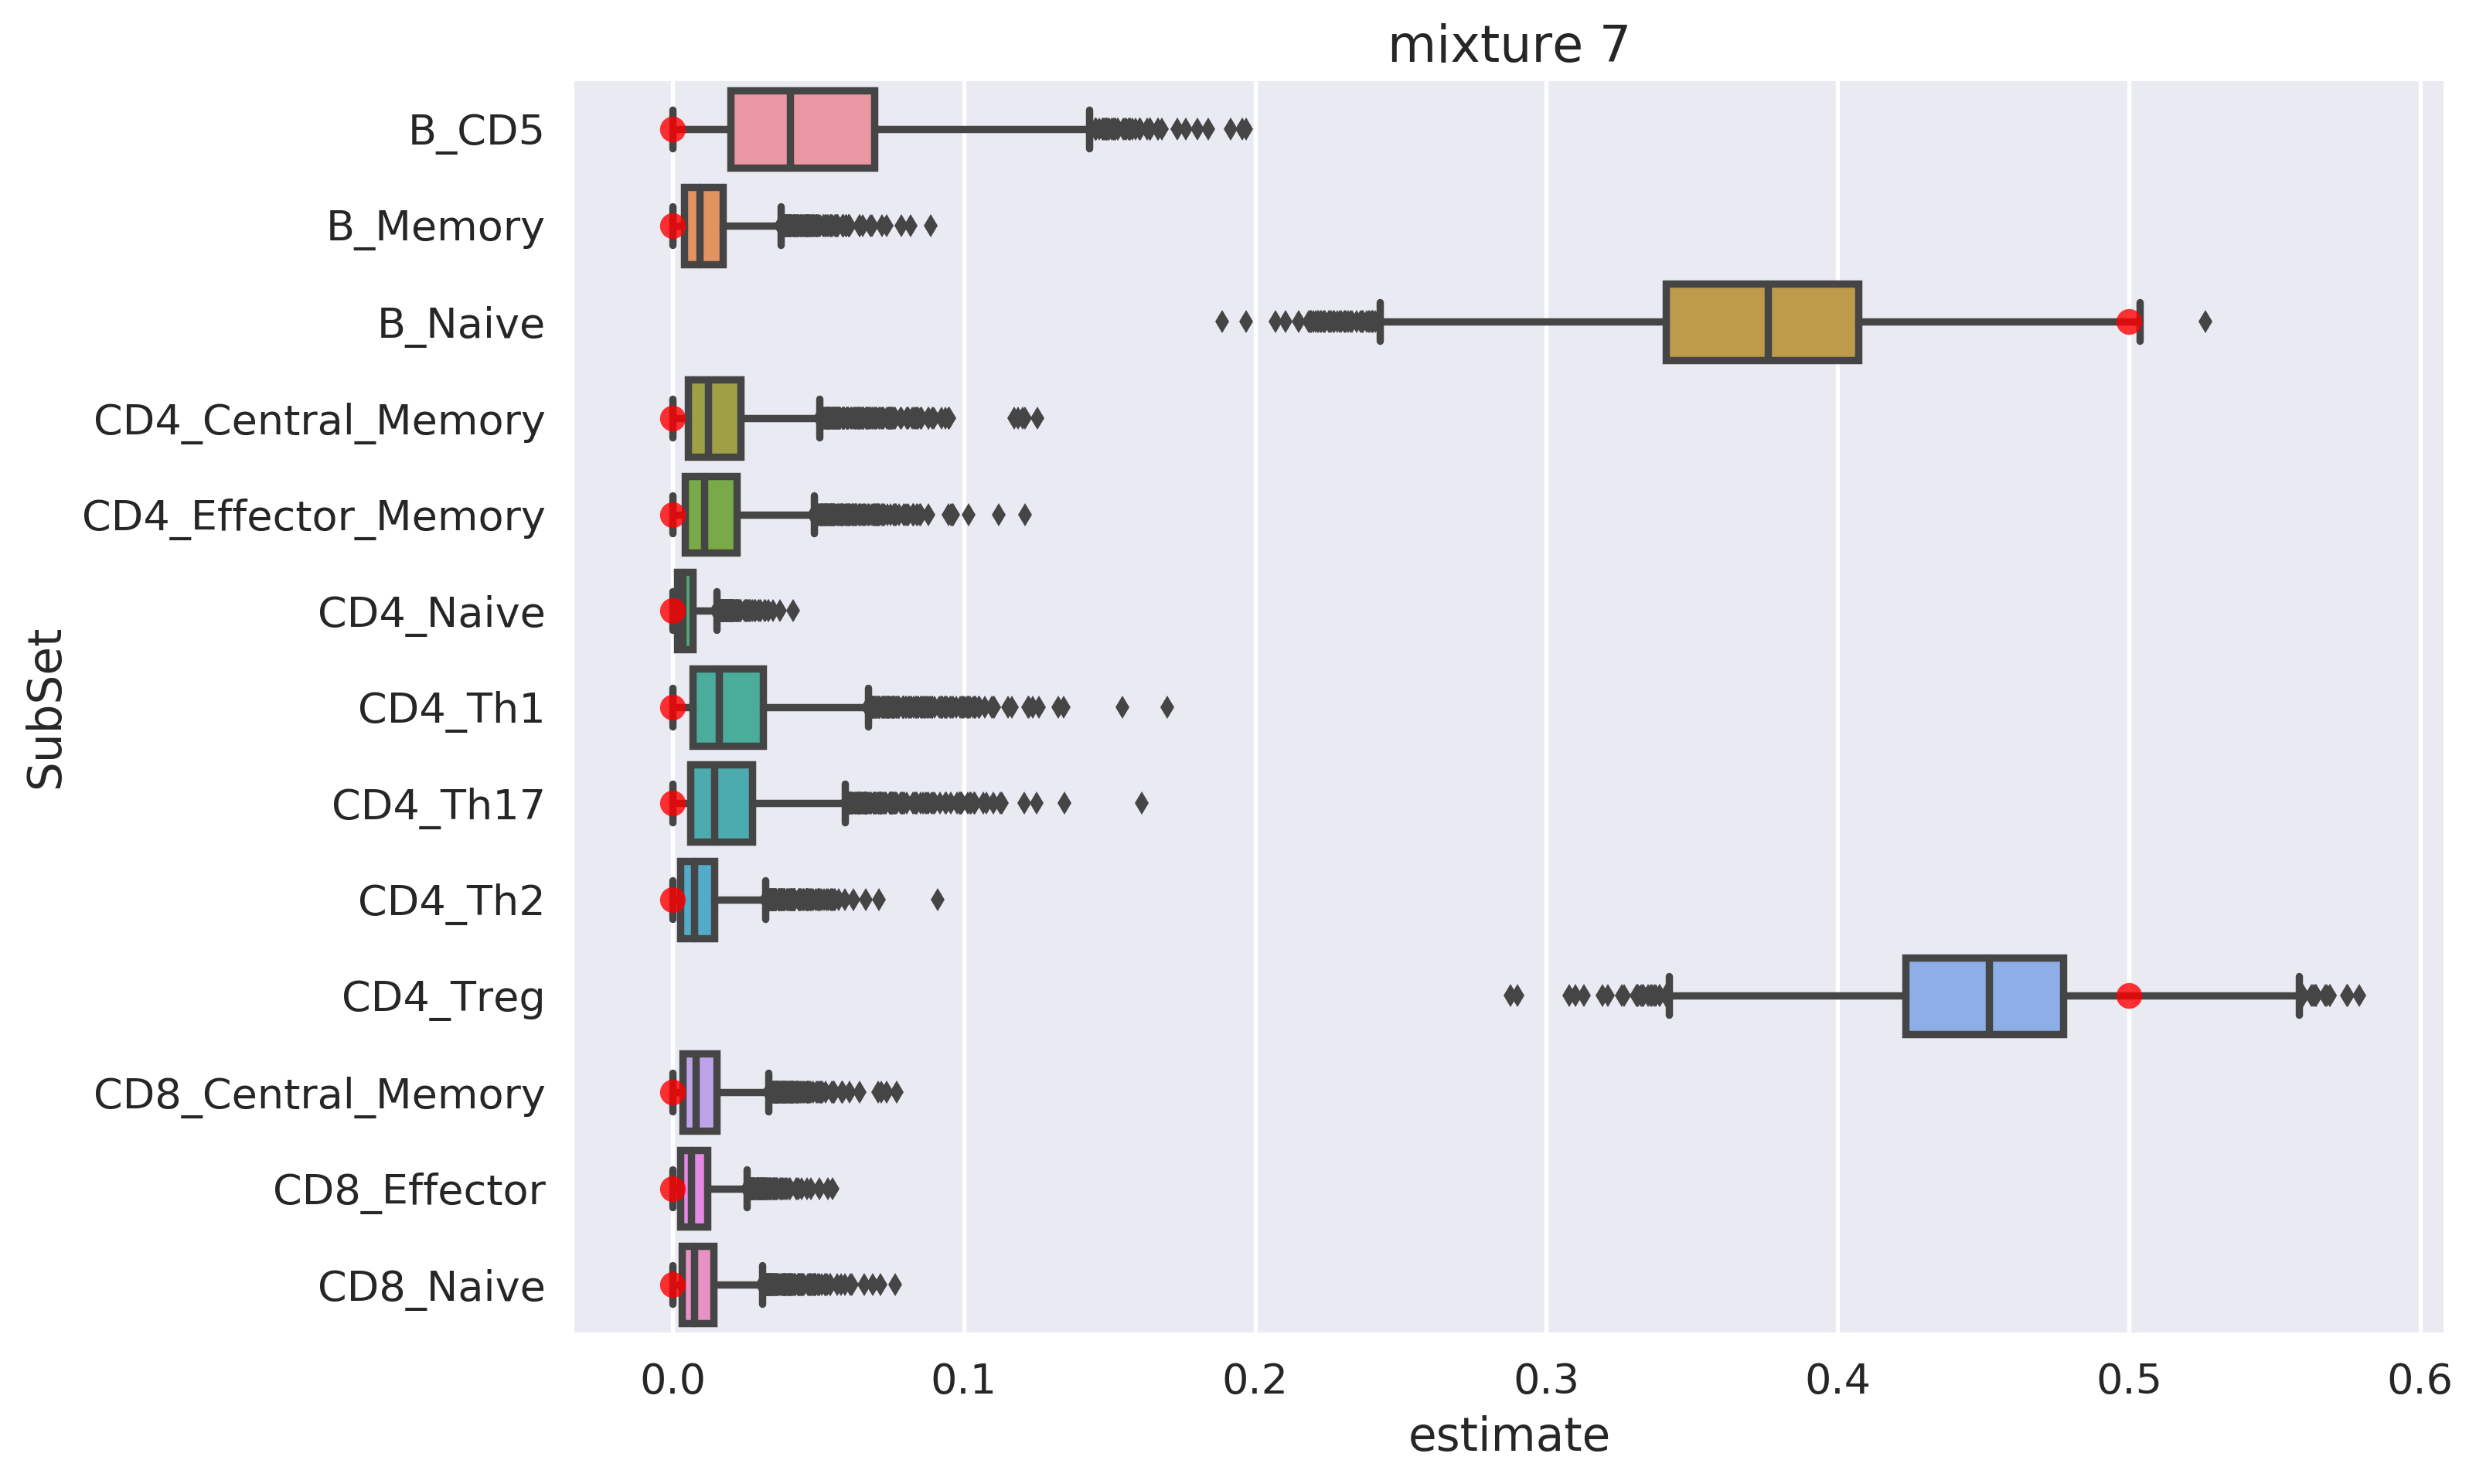 mixture 7
B_CD5
B_Memory
B_Naive
CD4_Central_Memory
CD4_Effector_Memory
CD4_Naive
CD4_Th1
CD4_Th17
CD4_Th2
CD4_Treg
CD8_Central_Memory
CD8_Effector
CD8_Naive
SubSet
0.0 0.1 0.2 0.3 0.4 0.5 0.6
estimate